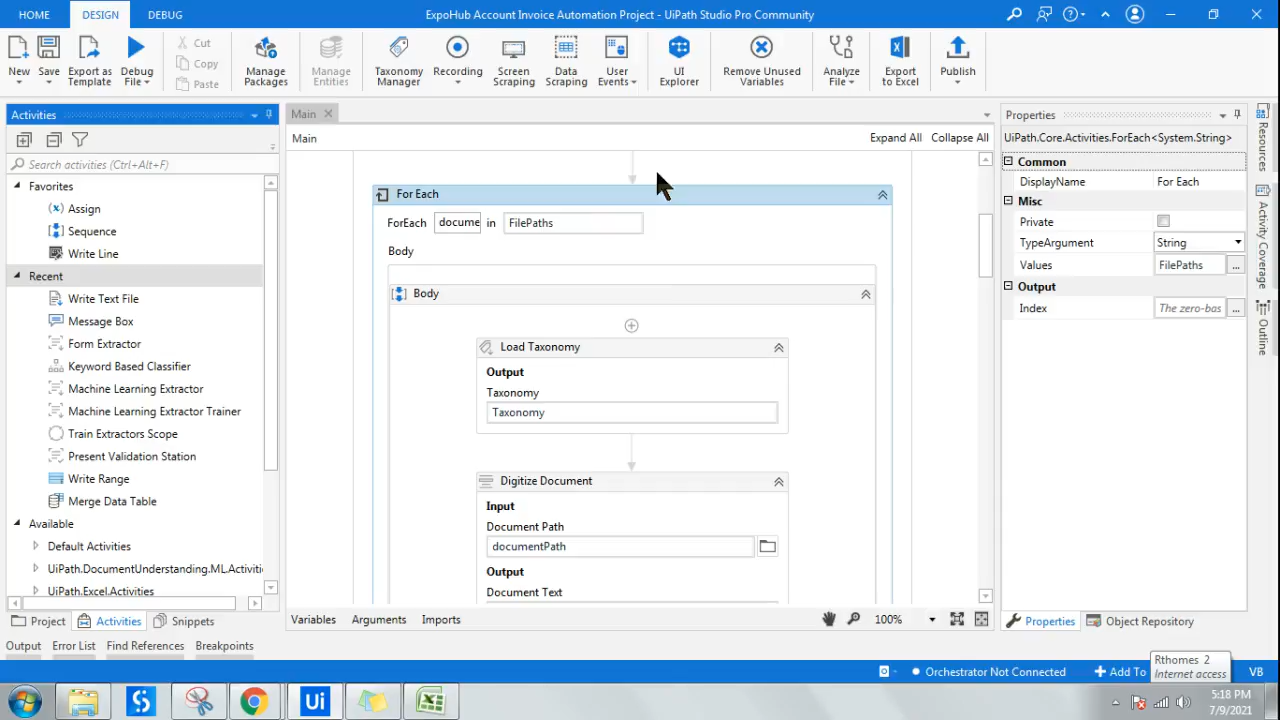 HOME DESIGN DEBUG ExpoHub Account Invoice Automation Project - UiPath Studio Pro Community
New Save Export as Template Debug File Cut Copy Paste Manage Packages Manage Entities Taxonomy Manager Recording Screen Scraping Data Scraping User Events UI Explorer Remove Unused Variables Analyze File Export to Excel Publish
Activities
Search activities (Ctrl+Alt+F)
Favorites
Assign
Sequence
Write Line
Recent
Write Text File
Message Box
Form Extractor
Keyword Based Classifier
Machine Learning Extractor
Machine Learning Extractor Trainer
Train Extractors Scope
Present Validation Station
Write Range
Merge Data Table
Available
Default Activities
UiPath.DocumentUnderstanding.ML.Activiti
UiPath.Excel.Activities
Project Activities Snippets
Main
Main Expand All Collapse All
For Each
ForEach docume in FilePaths
Body
Body
Load Taxonomy
Output
Taxonomy
Taxonomy
Digitize Document
Input
Document Path
documentPath
Output
Document Text
Variables Arguments Imports 100%
Properties
UiPath.Core.Activities.ForEach<System.String>
Common
DisplayName For Each
Misc
Private
TypeArgument String
Values FilePaths ...
Output
Index The zero-bas ...
Properties Object Repository
Resources
Activity Coverage
Outline
Output Error List Find References Breakpoints
Orchestrator Not Connected Add To VB
Rthomes 2
Internet access
Ui
5:18 PM
7/9/2021